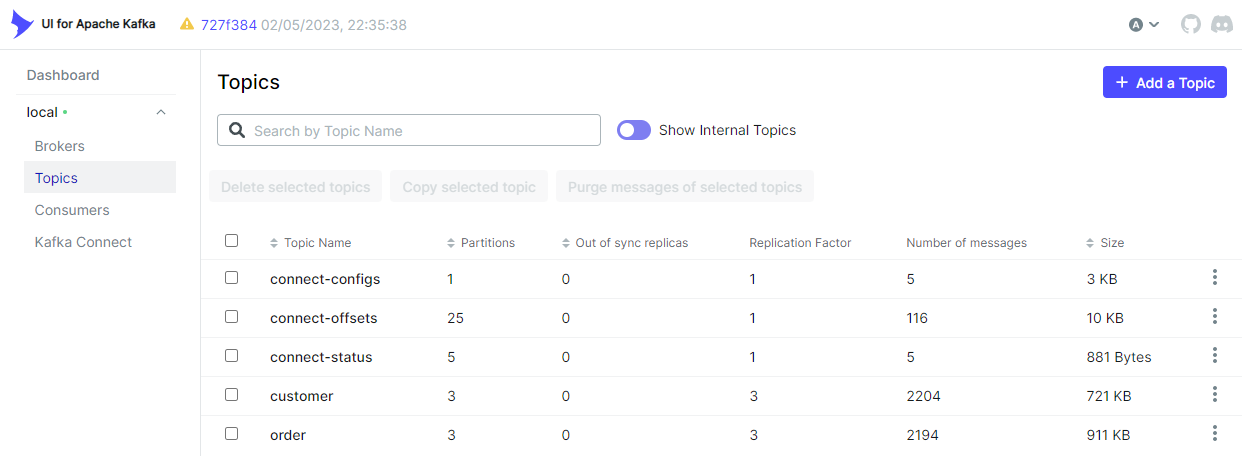 UI for Apache Kafka 727f384 02/05/2023, 22:35:38 A
Dashboard
local
Brokers
Topics
Consumers
Kafka Connect
Topics
Add a Topic
Search by Topic Name
Show Internal Topics
Delete selected topics Copy selected topic Purge messages of selected topics
Topic Name Partitions Out of sync replicas Replication Factor Number of messages Size
connect-configs 1 0 1 5 3 KB
connect-offsets 25 0 1 116 10 KB
connect-status 5 0 1 5 881 Bytes
customer 3 0 3 2204 721 KB
order 3 0 3 2194 911 KB